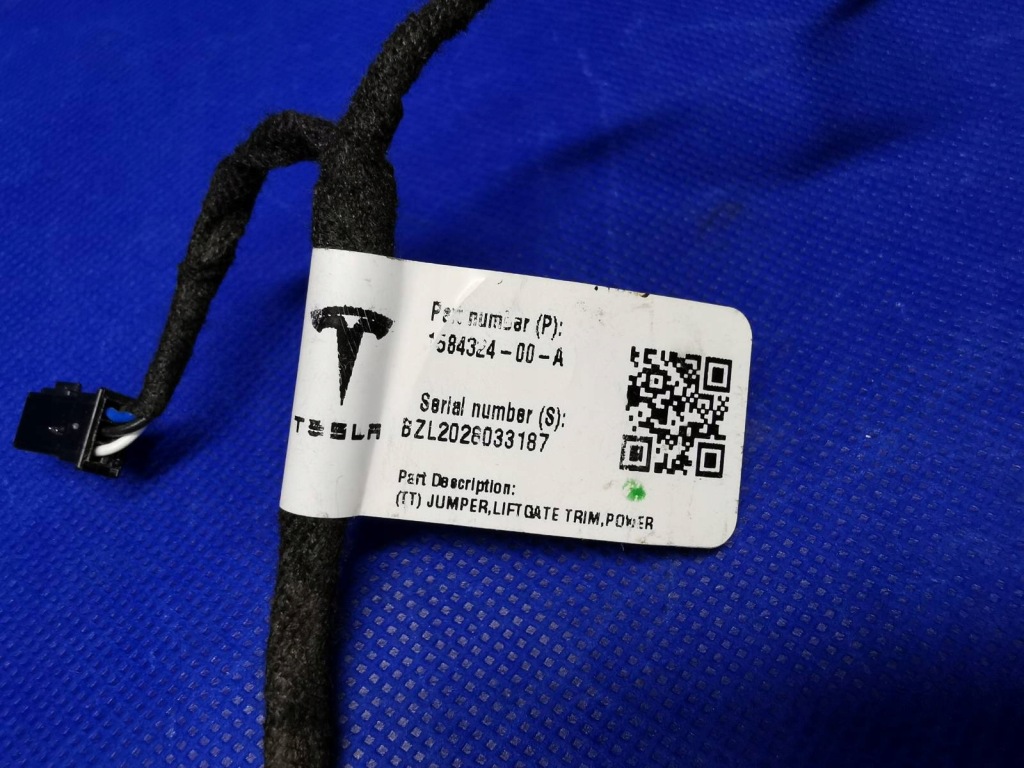 TESLA
Part number (P):
1584324-00-A
Serial number (S):
BZL2026033187
Part Description:
(TT) JUMPER,LIFTGATE TRIM,POWER